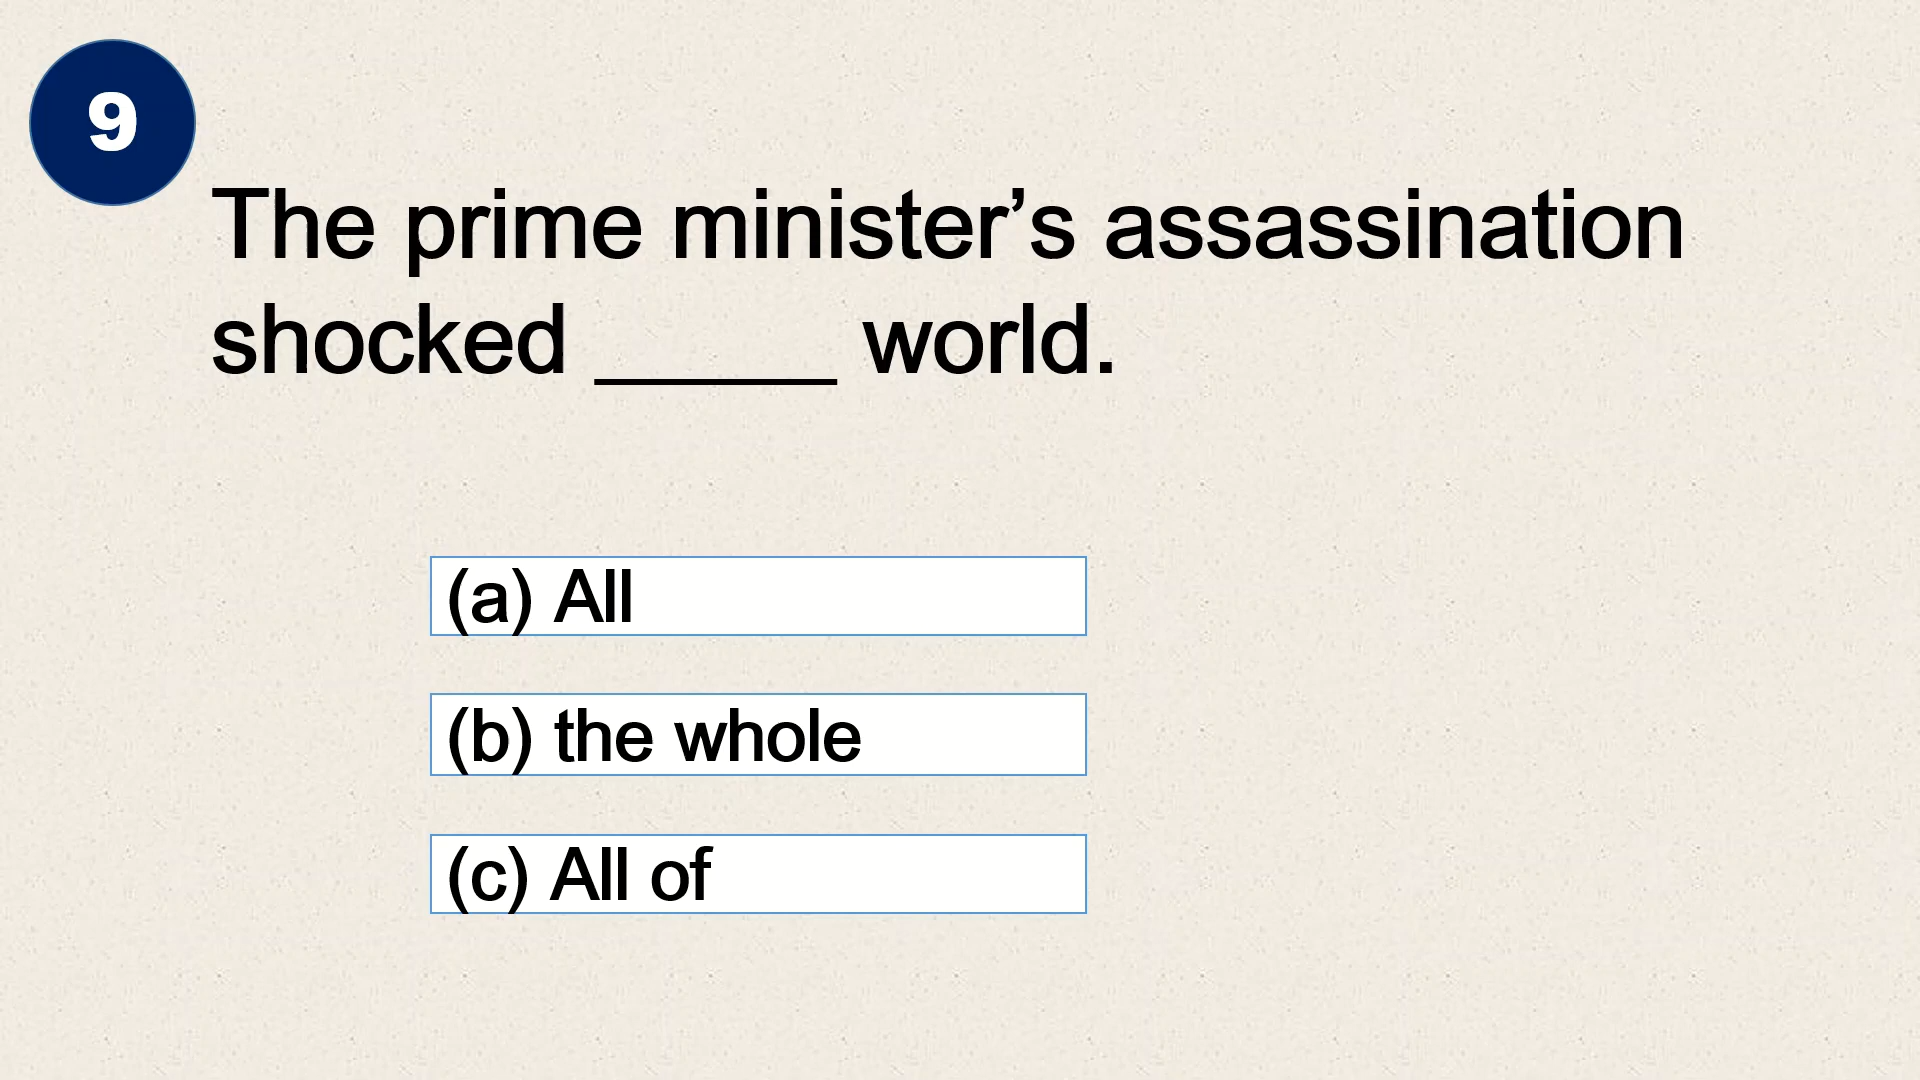 9
The prime minister’s assassination
shocked _____ world.
(a) All
(b) the whole
(c) All of